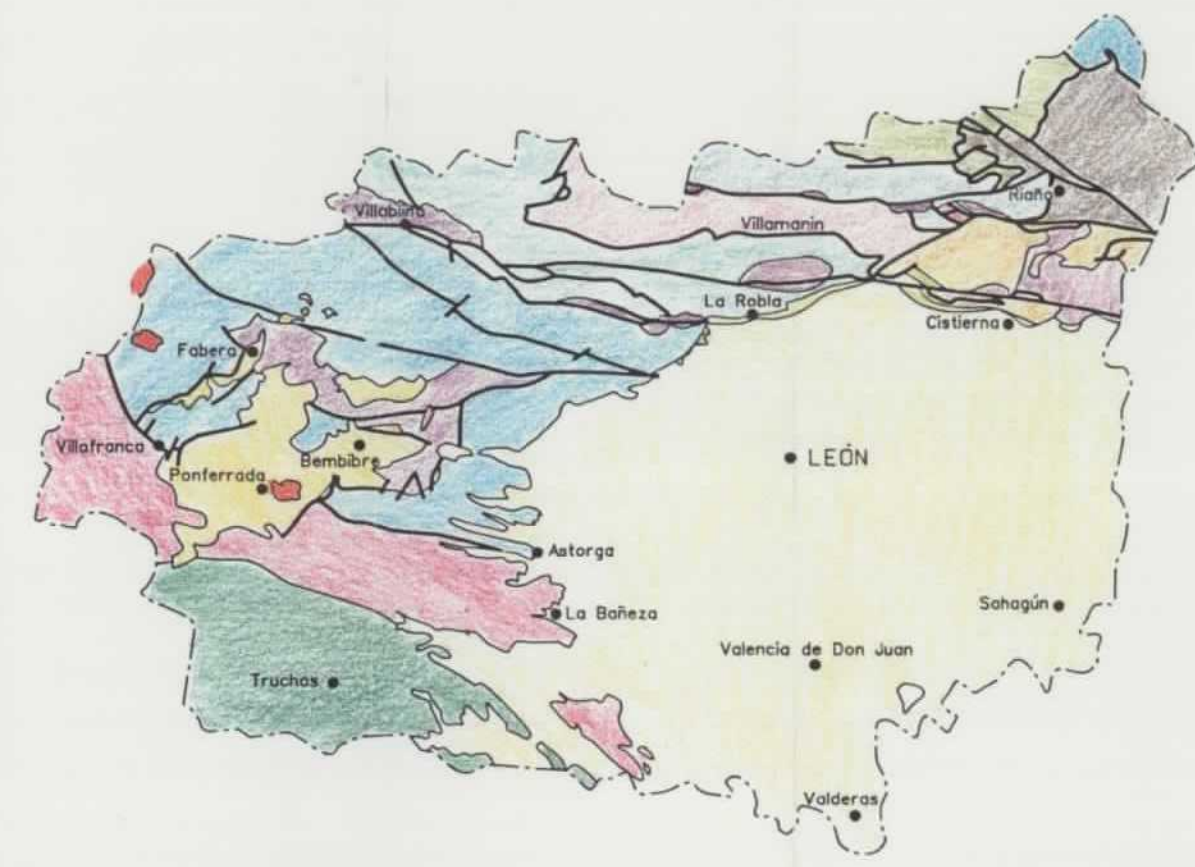 Riaño
Villablino
Villamanin
La Robla
Cistierna
Fabero
Villafranca
Bembibre
LEÓN
Ponferrada
Astorga
Sahagún
La Bañeza
Valencia de Don Juan
Truchas
Valderas